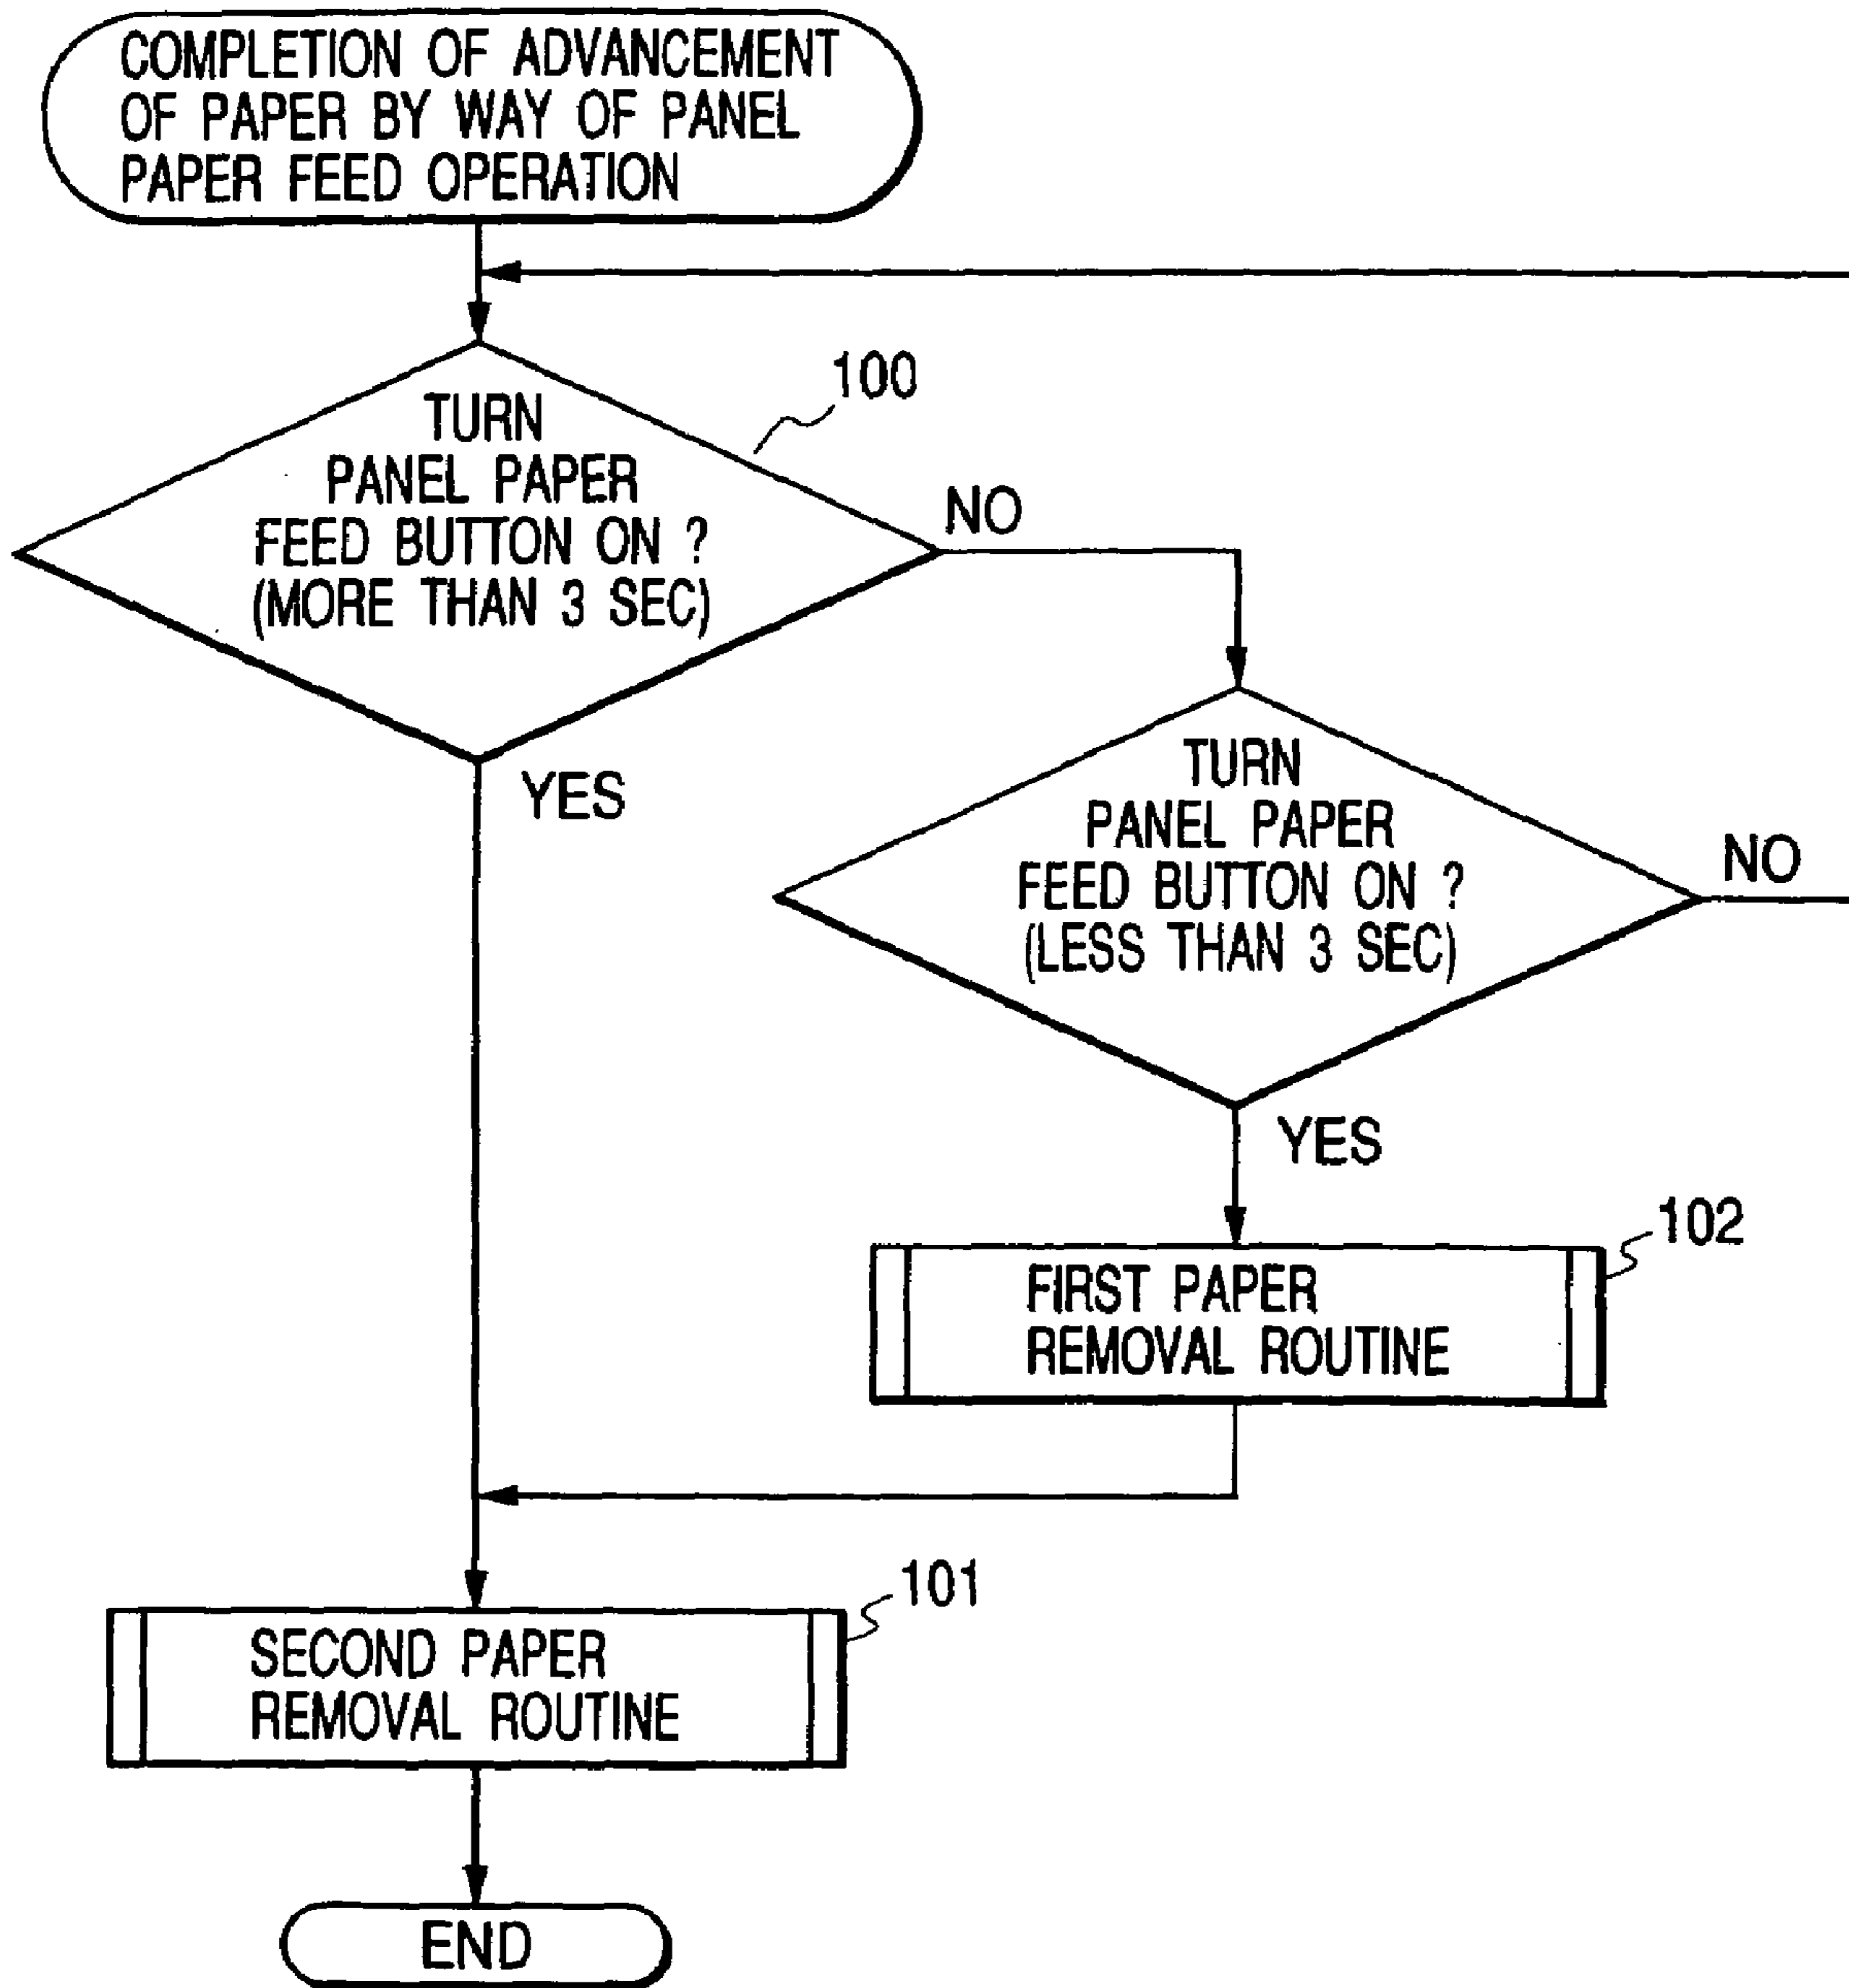 COMPLETION OF ADVANCEMENT
OF PAPER BY WAY OF PANEL
PAPER FEED OPERATION
100
TURN
PANEL PAPER
FEED BUTTON ON ?
(MORE THAN 3 SEC)
NO
YES
TURN
PANEL PAPER
FEED BUTTON ON ?
(LESS THAN 3 SEC)
NO
YES
102
FIRST PAPER
REMOVAL ROUTINE
101
SECOND PAPER
REMOVAL ROUTINE
END